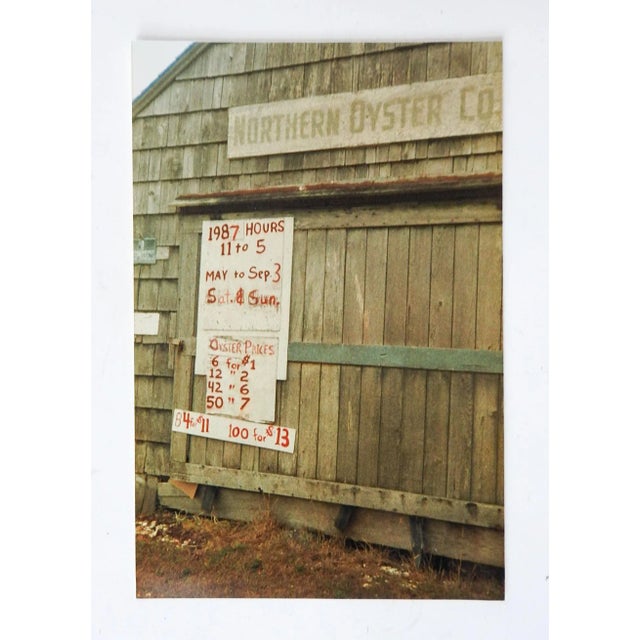 NORTHERN OYSTER CO.
1987 HOURS
11 to 5
MAY to Sep. 3
Sat. & Sun.
OYSTER PRICES
6 for $1
12 " 2
42 " 6
50 " 7
84 for $11 100 for $13